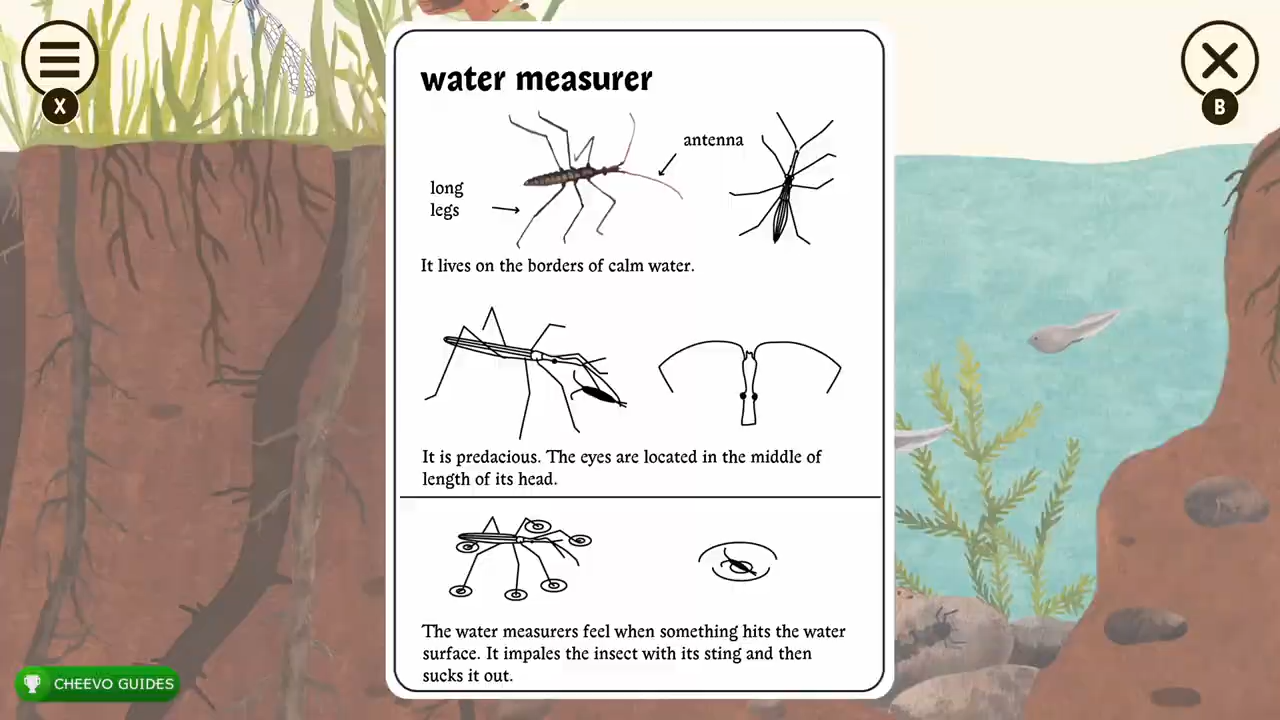 water measurer
antenna
long
legs
It lives on the borders of calm water.
It is predacious. The eyes are located in the middle of
length of its head.
The water measurers feel when something hits the water
surface. It impales the insect with its sting and then
sucks it out.
X
B
CHEEVO GUIDES